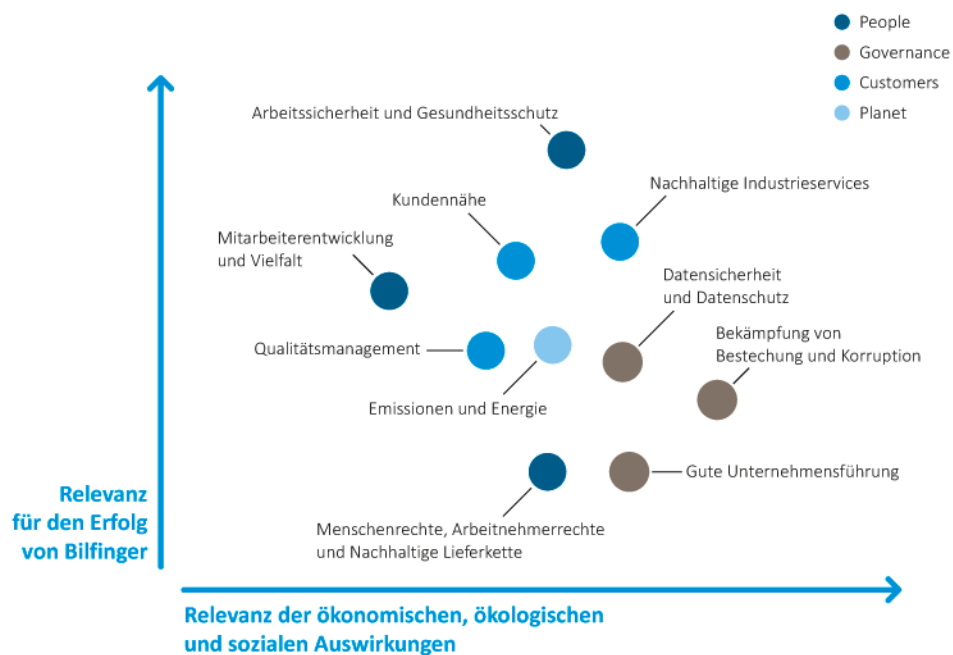 People
Governance
Customers
Planet
Arbeitssicherheit und Gesundheitsschutz
Nachhaltige Industrieservices
Kundennähe
Mitarbeiterentwicklung
und Vielfalt
Datensicherheit
und Datenschutz
Bekämpfung von
Bestechung und Korruption
Qualitätsmanagement
Emissionen und Energie
Gute Unternehmensführung
Menschenrechte, Arbeitnehmerrechte
und Nachhaltige Lieferkette
Relevanz
für den Erfolg
von Bilfinger
Relevanz der ökonomischen, ökologischen
und sozialen Auswirkungen